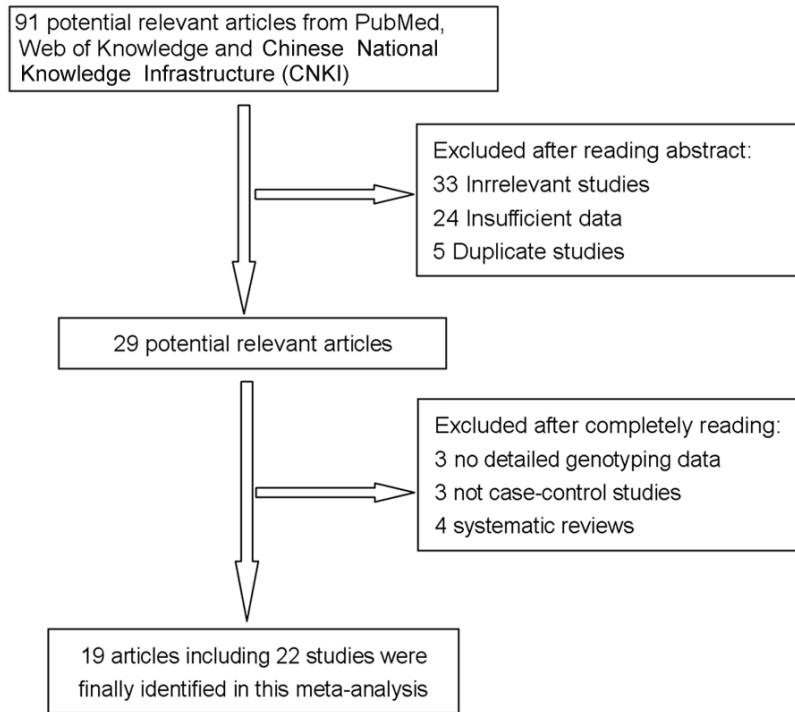 91 potential relevant articles from PubMed,
Web of Knowledge and Chinese National
Knowledge Infrastructure (CNKI)
Excluded after reading abstract:
33 Inrrelevant studies
24 Insufficient data
5 Duplicate studies
29 potential relevant articles
Excluded after completely reading:
3 no detailed genotyping data
3 not case-control studies
4 systematic reviews
19 articles including 22 studies were
finally identified in this meta-analysis